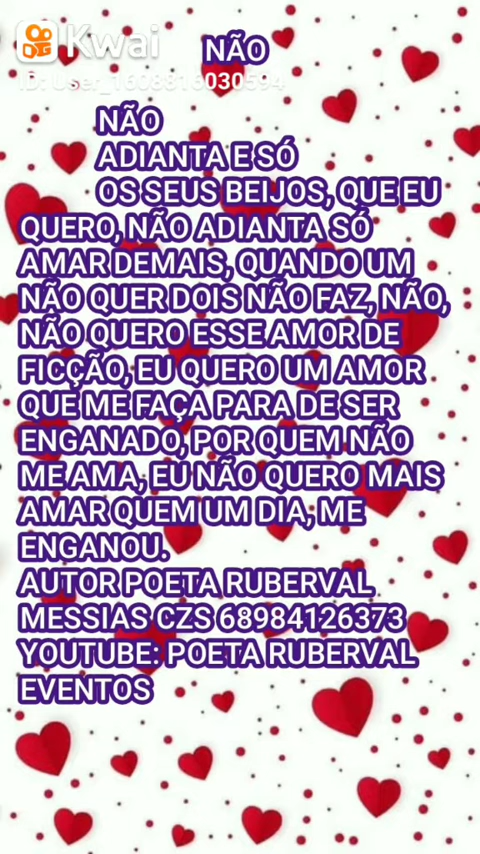 Kwai
NÃO
ID: User_1608816030594
NÃO
ADIANTA E SÓ
OS SEUS BEIJOS, QUE EU
QUERO, NÃO ADIANTA SÓ
AMAR DEMAIS, QUANDO UM
NÃO QUER DOIS NÃO FAZ, NÃO,
NÃO QUERO ESSE AMOR DE
FICÇÃO, EU QUERO UM AMOR
QUE ME FAÇA PARA DE SER
ENGANADO, POR QUEM NÃO
ME AMA, EU NÃO QUERO MAIS
AMAR QUEM UM DIA, ME
ENGANOU.
AUTOR POETA RUBERVAL
MESSIAS CZS 68984126373
YOUTUBE: POETA RUBERVAL
EVENTOS